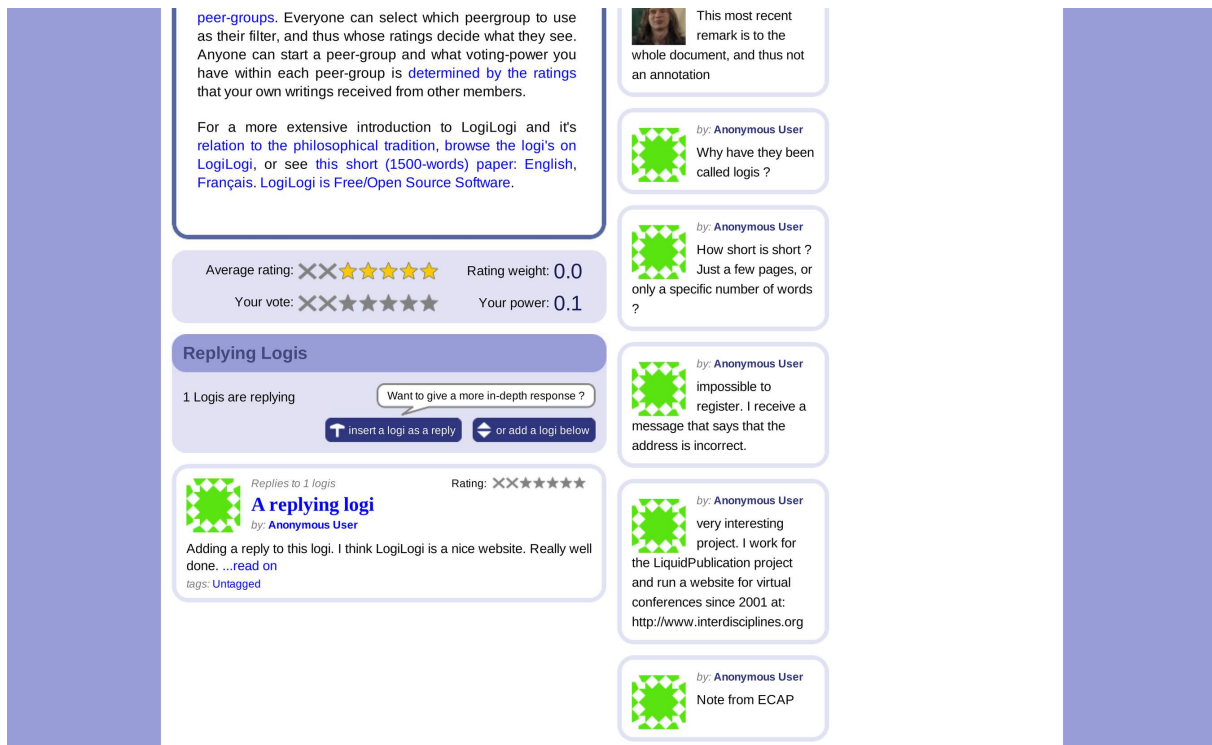 peer-groups. Everyone can select which peergroup to use
as their filter, and thus whose ratings decide what they see.
Anyone can start a peer-group and what voting-power you
have within each peer-group is determined by the ratings
that your own writings received from other members.
For a more extensive introduction to LogiLogi and it's
relation to the philosophical tradition, browse the logi's on
LogiLogi, or see this short (1500-words) paper: English,
Français. LogiLogi is Free/Open Source Software.
Average rating:
Rating weight: 0.0
Your vote:
Your power: 0.1
Replying Logis
1 Logis are replying
Want to give a more in-depth response ?
insert a logi as a reply
or add a logi below
Replies to 1 logis
Rating:
A replying logi
by: Anonymous User
Adding a reply to this logi. I think LogiLogi is a nice website. Really well
done. ...read on
tags: Untagged
This most recent
remark is to the
whole document, and thus not
an annotation
by: Anonymous User
Why have they been
called logis ?
by: Anonymous User
How short is short ?
Just a few pages, or
only a specific number of words
?
by: Anonymous User
impossible to
register. I receive a
message that says that the
address is incorrect.
by: Anonymous User
very interesting
project. I work for
the LiquidPublication project
and run a website for virtual
conferences since 2001 at:
http://www.interdisciplines.org
by: Anonymous User
Note from ECAP